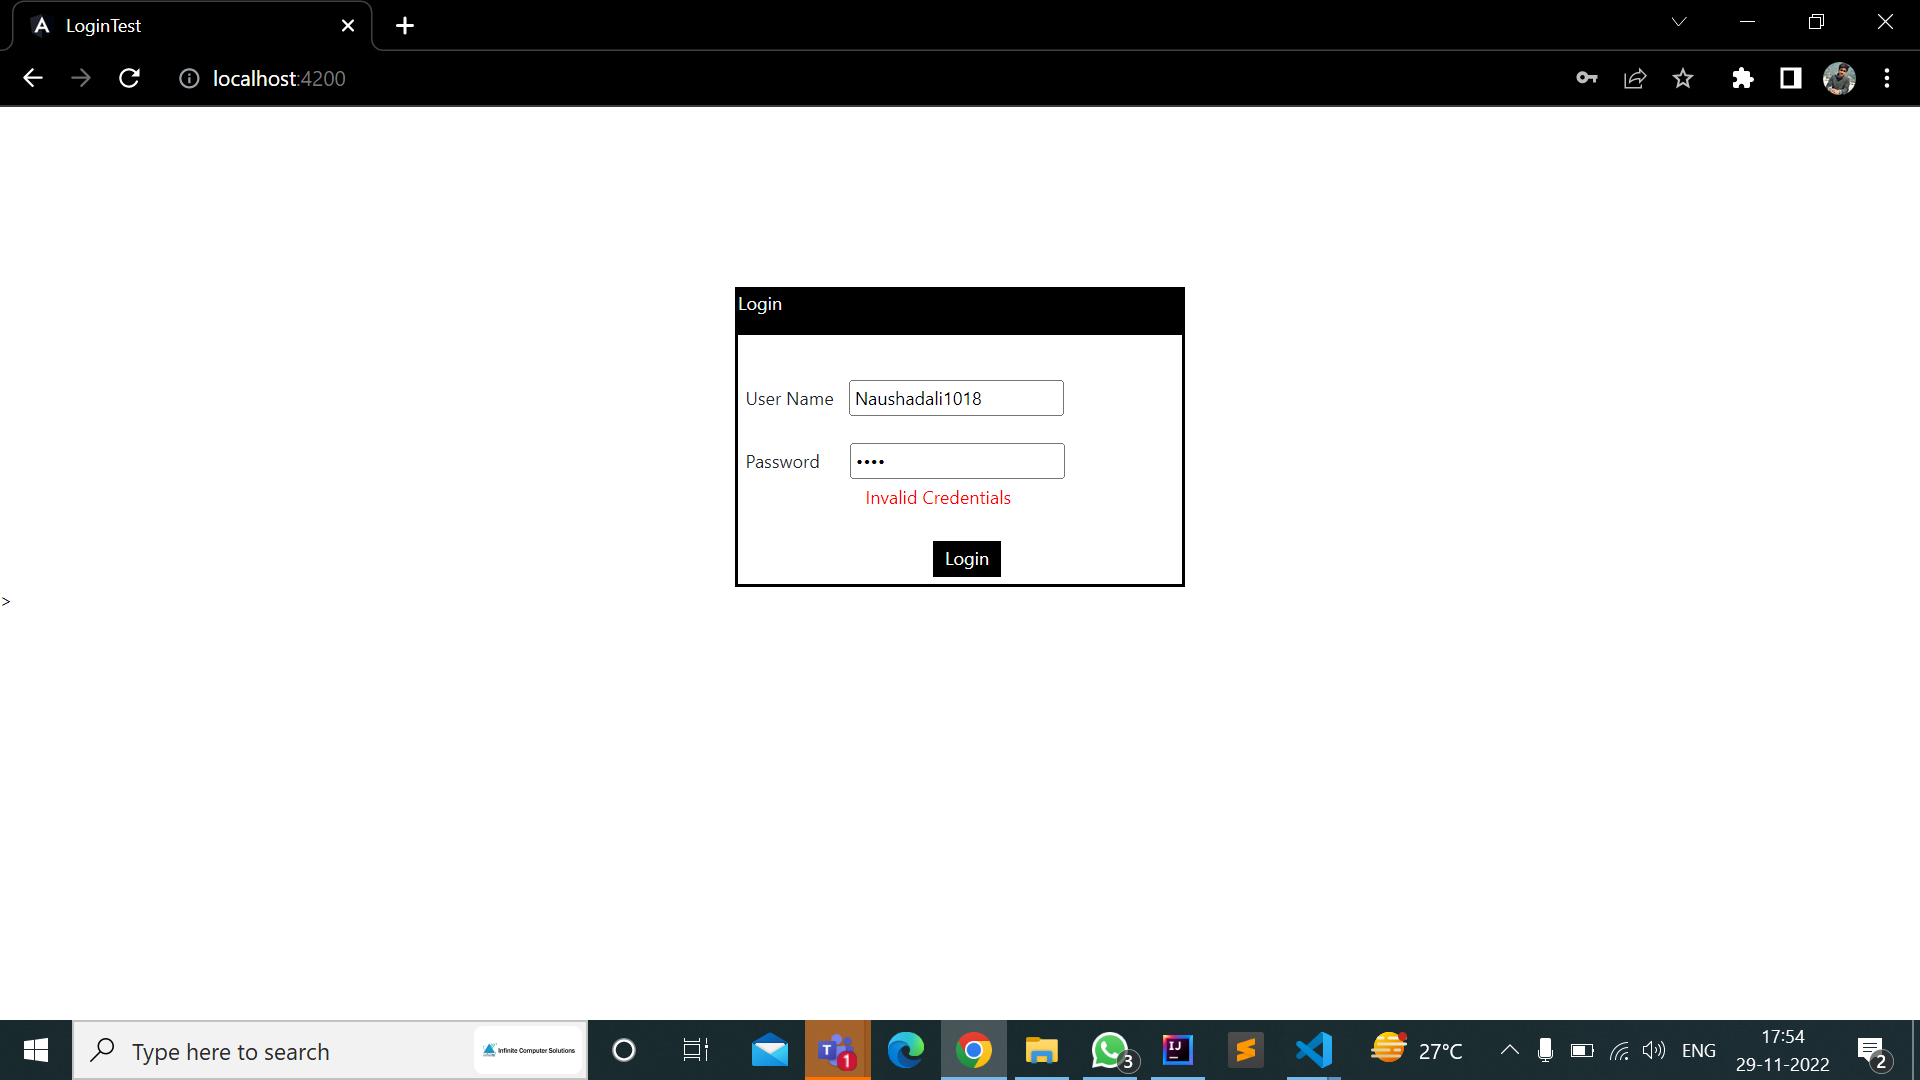 LoginTest
localhost:4200
Login
User Name Naushadali1018
Password ••••
Invalid Credentials
Login
>
Type here to search
Infinite Computer Solutions
T 1
3
IJ
27°C
ENG
17:54
29-11-2022
2